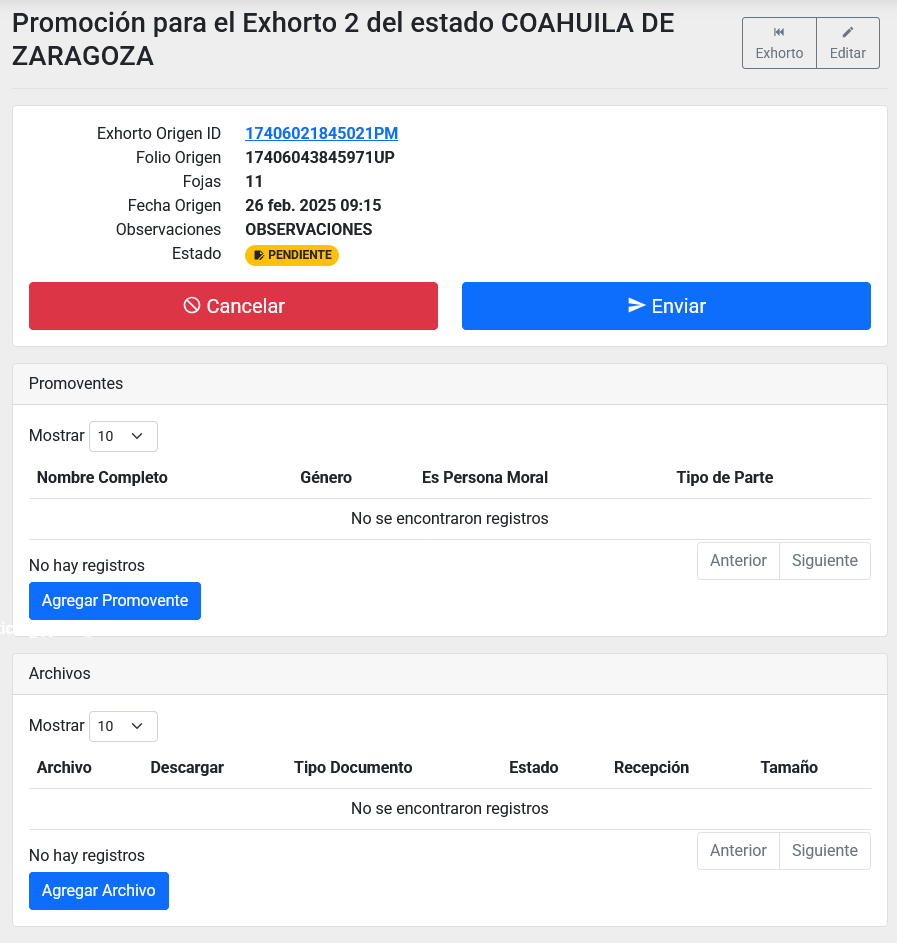 Promoción para el Exhorto 2 del estado COAHUILA DE
ZARAGOZA
Exhorto
Editar
Exhorto Origen ID 17406021845021PM
Folio Origen 17406043845971UP
Fojas 11
Fecha Origen 26 feb. 2025 09:15
Observaciones OBSERVACIONES
Estado PENDIENTE
Cancelar
Enviar
Promoventes
Mostrar 10
Nombre Completo Género Es Persona Moral Tipo de Parte
No se encontraron registros
No hay registros
Anterior Siguiente
Agregar Promovente
Archivos
Mostrar 10
Archivo Descargar Tipo Documento Estado Recepción Tamaño
No se encontraron registros
No hay registros
Anterior Siguiente
Agregar Archivo